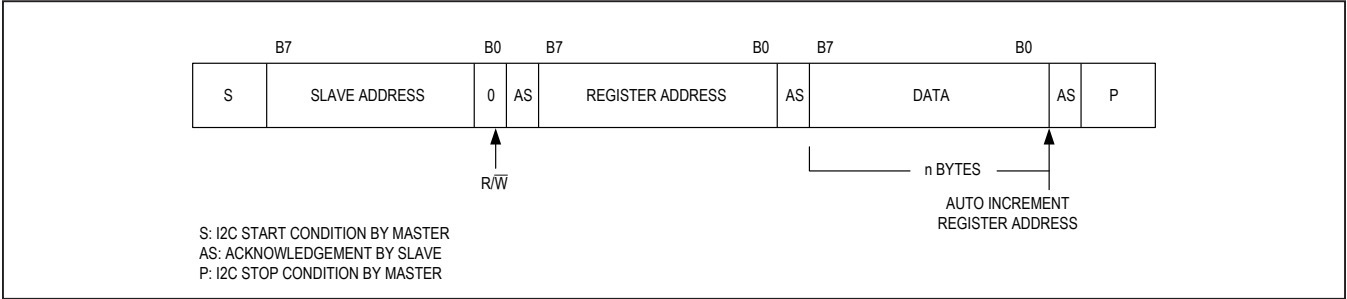 B7 B0 B7 B0 B7 B0
S SLAVE ADDRESS 0 AS REGISTER ADDRESS AS DATA AS P
n BYTES
R/W̅
AUTO INCREMENT
REGISTER ADDRESS
S: I2C START CONDITION BY MASTER
AS: ACKNOWLEDGEMENT BY SLAVE
P: I2C STOP CONDITION BY MASTER